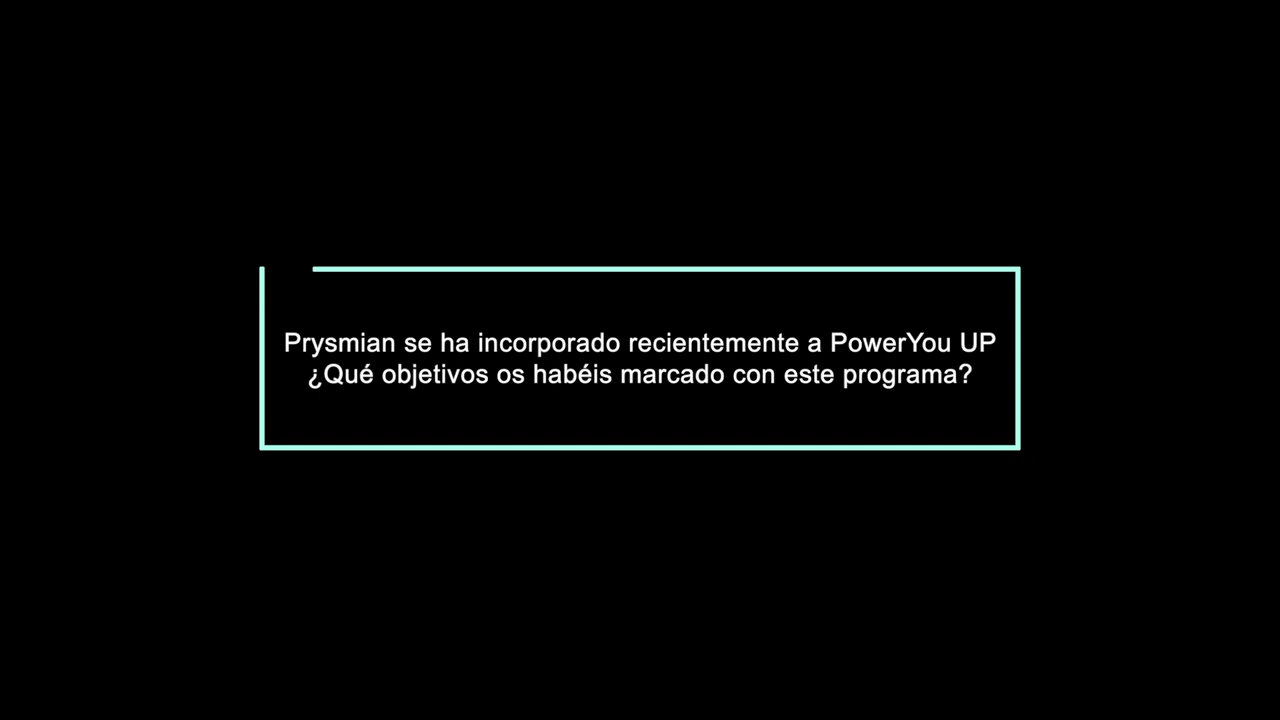 Prysmian se ha incorporado recientemente a PowerYou UP
¿Qué objetivos os habéis marcado con este programa?